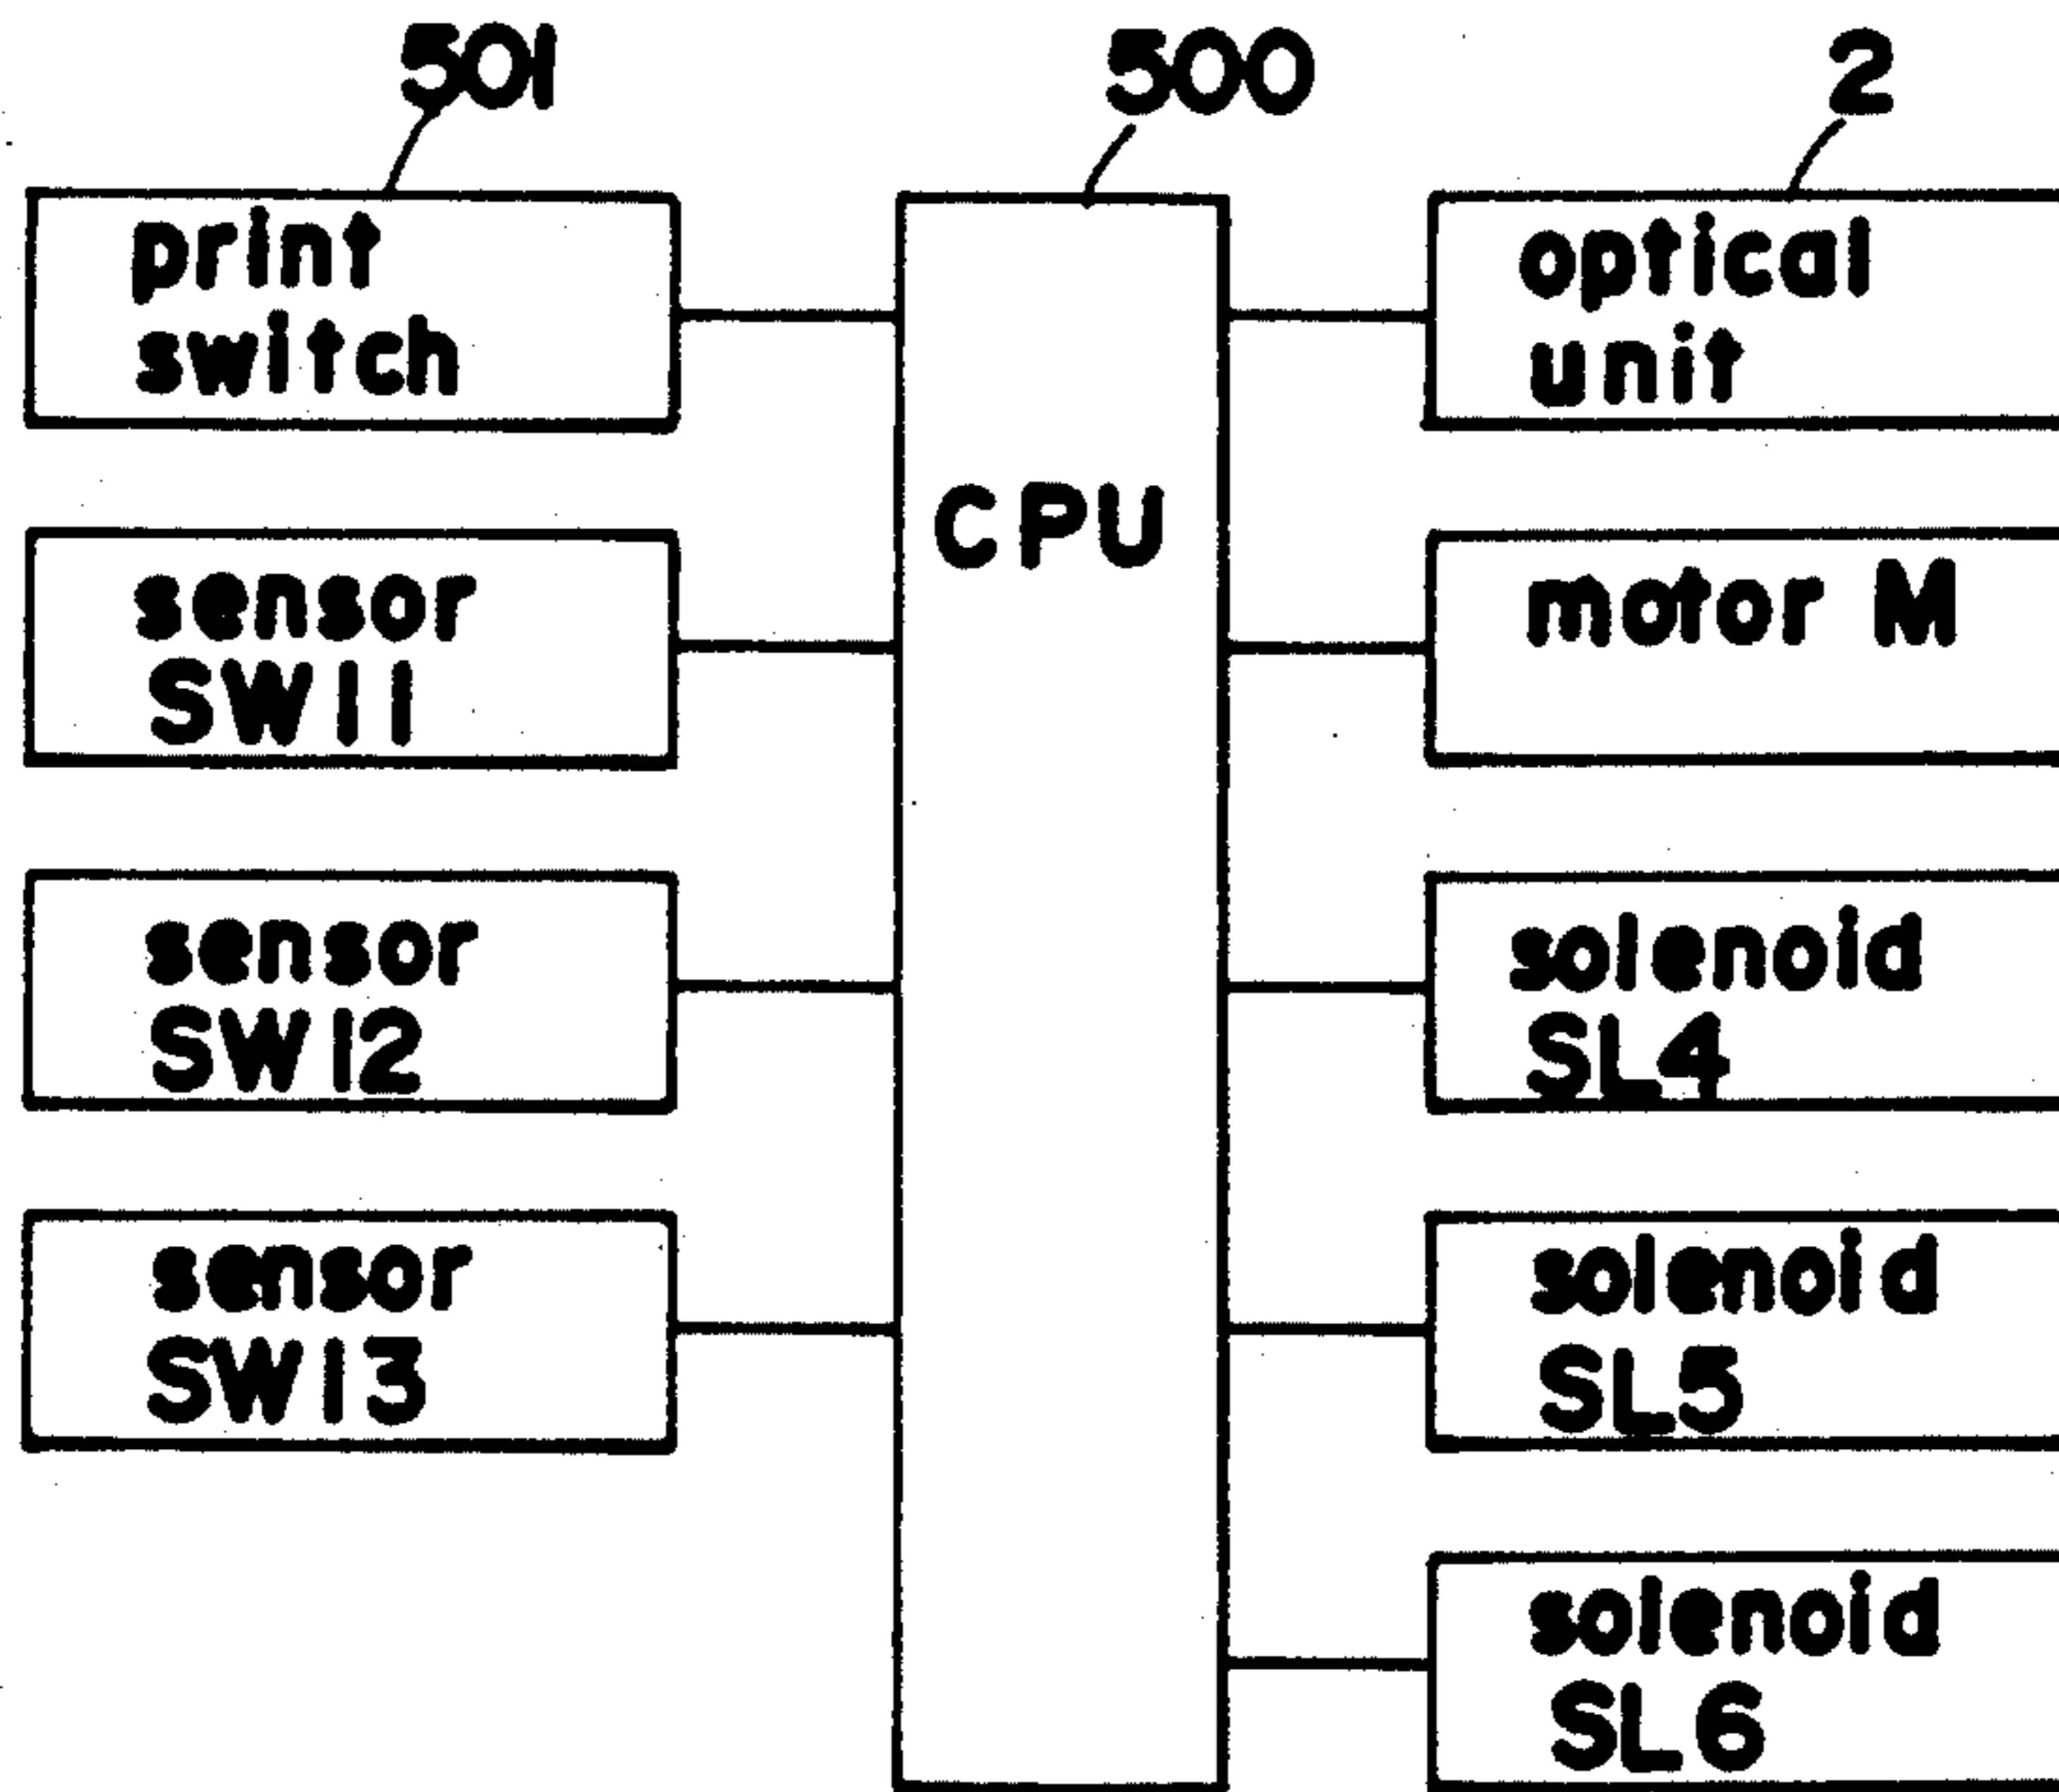 501
500
2
print
switch
sensor
SW11
sensor
SW12
sensor
SW13
CPU
optical
unit
motor M
solenoid
SL4
solenoid
SL5
solenoid
SL6